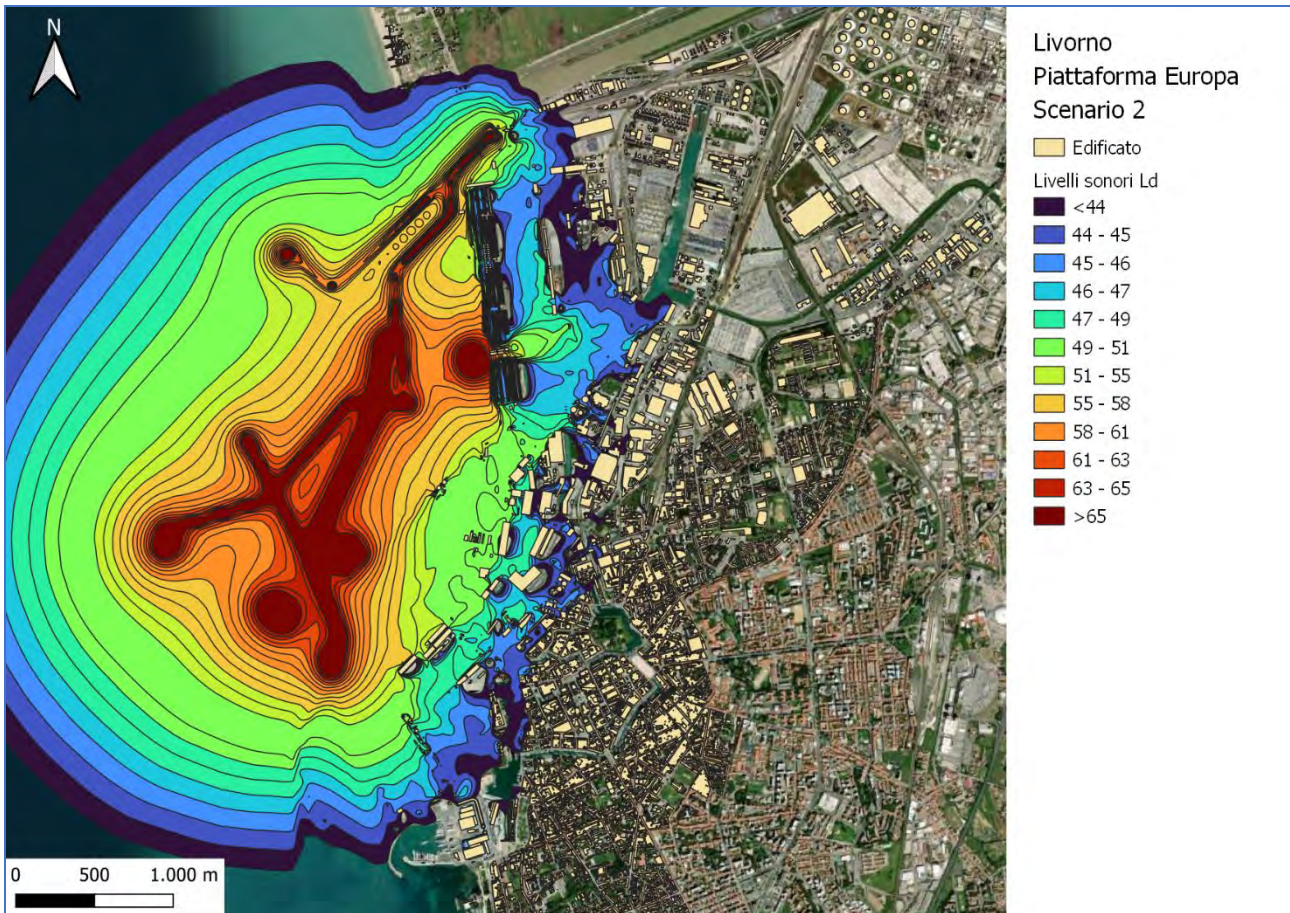 N
Livorno
Piattaforma Europa
Scenario 2
Edificato
Livelli sonori Ld
<44
44 - 45
45 - 46
46 - 47
47 - 49
49 - 51
51 - 55
55 - 58
58 - 61
61 - 63
63 - 65
>65
0 500 1.000 m